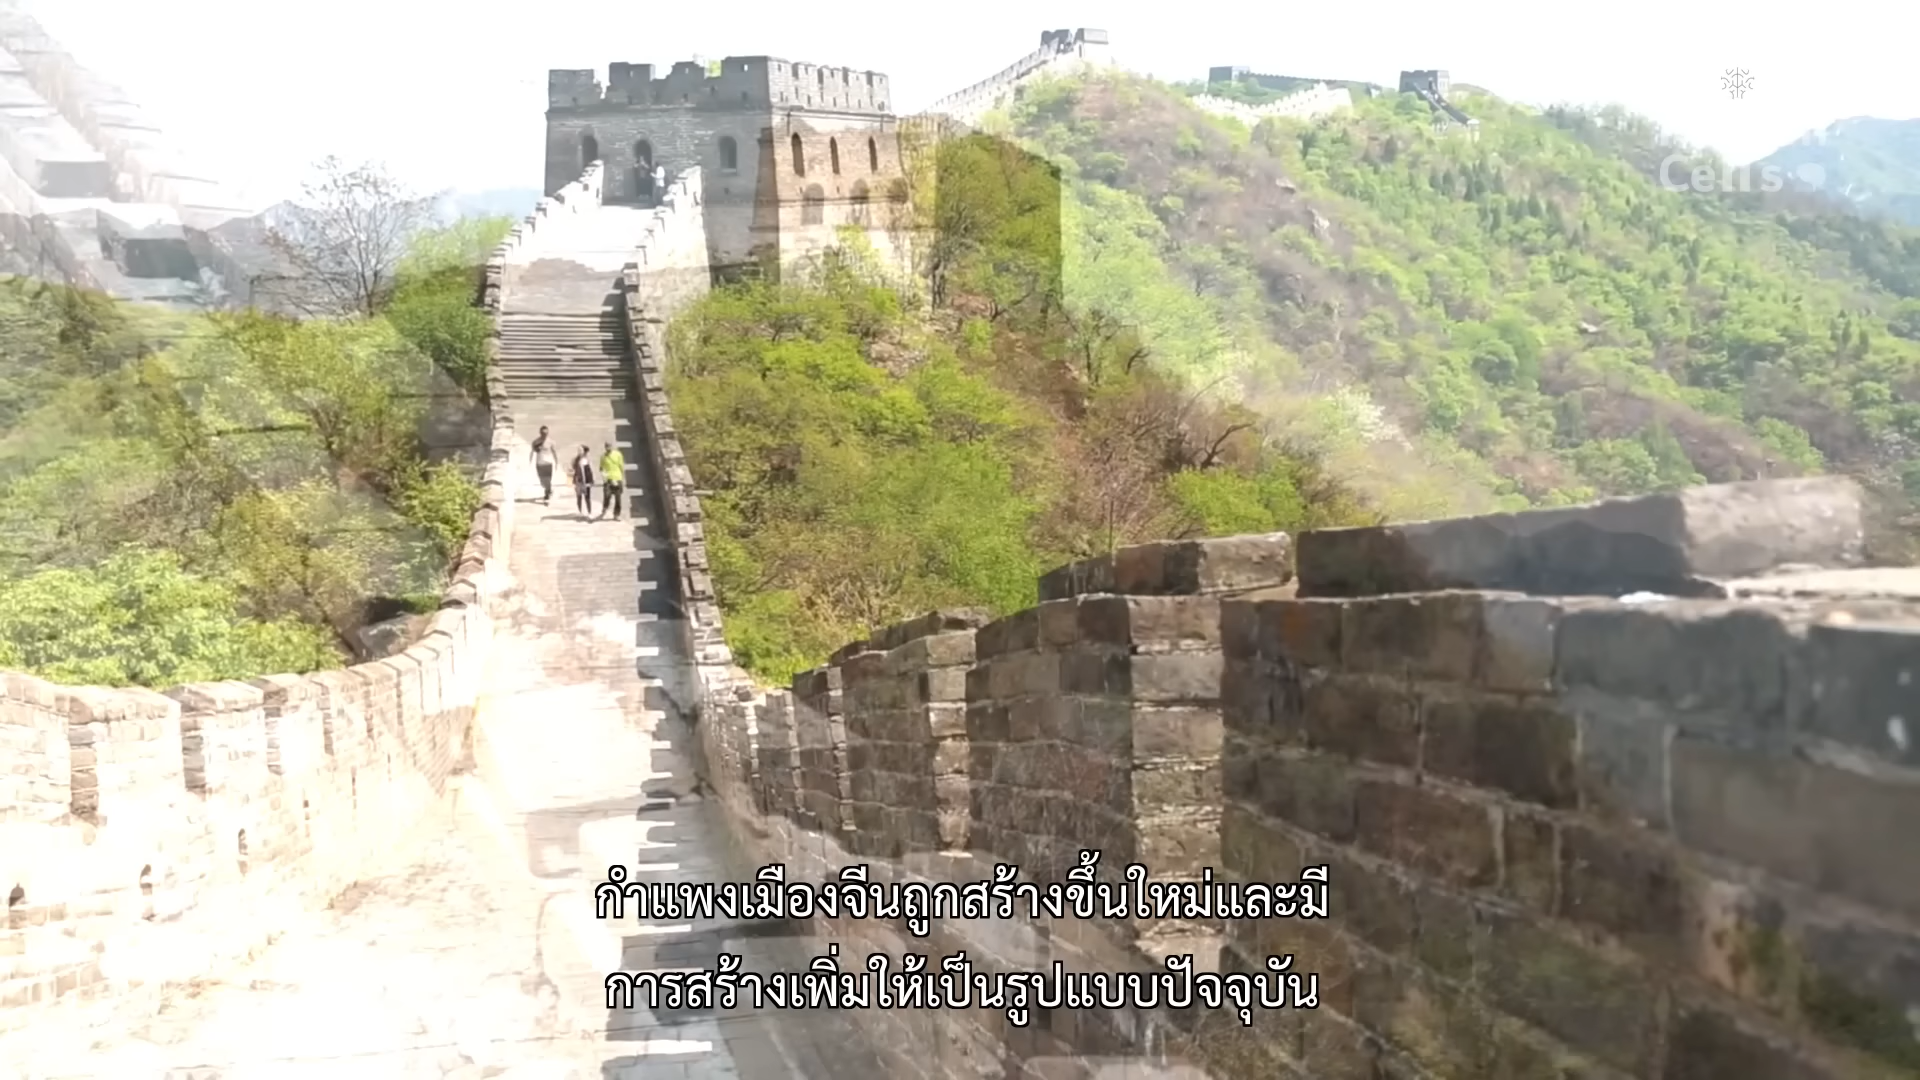 Cells
กำแพงเมืองจีนถูกสร้างขึ้นใหม่และมี
การสร้างเพิ่มให้เป็นรูปแบบปัจจุบัน